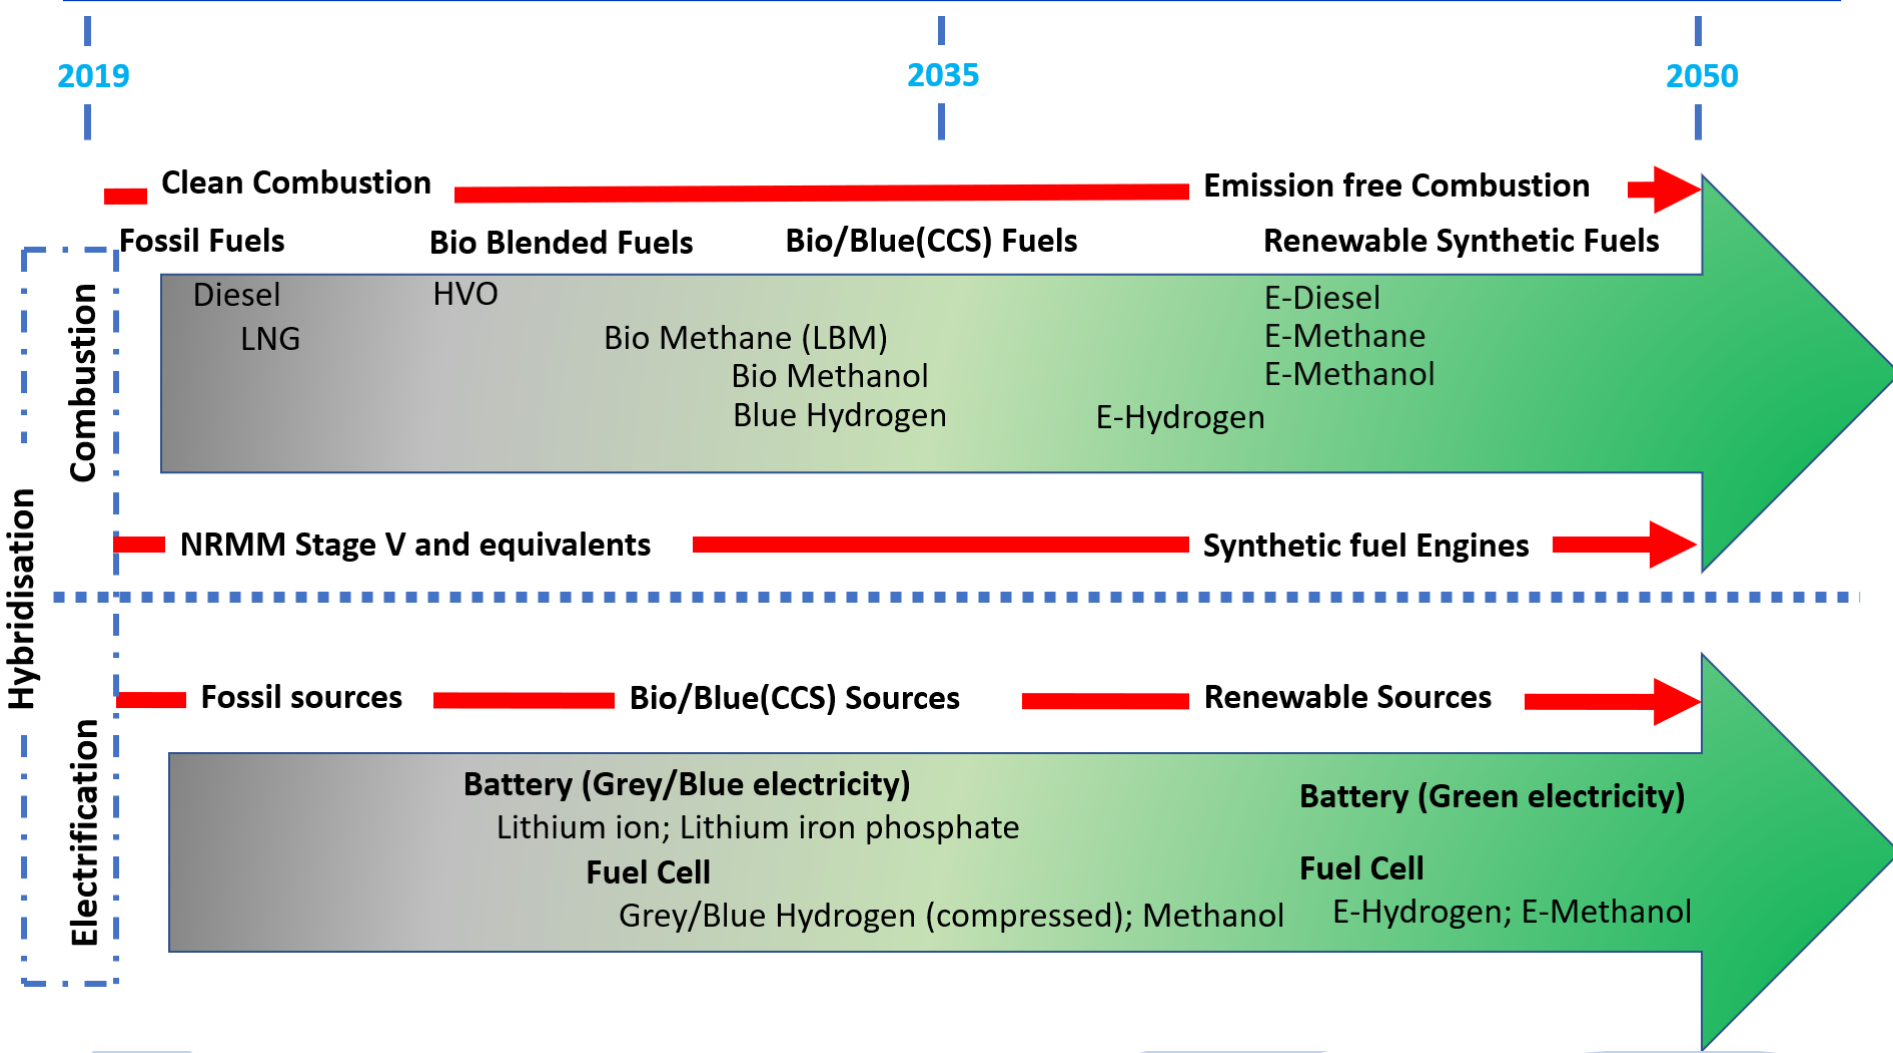 2019
2035
2050
Clean Combustion
Emission free Combustion
Fossil Fuels
Bio Blended Fuels
Bio/Blue(CCS) Fuels
Renewable Synthetic Fuels
Diesel
HVO
E-Diesel
LNG
Bio Methane (LBM)
E-Methane
Bio Methanol
E-Methanol
Blue Hydrogen
E-Hydrogen
Combustion
NRMM Stage V and equivalents
Synthetic fuel Engines
Hybridisation
Fossil sources
Bio/Blue(CCS) Sources
Renewable Sources
Electrification
Battery (Grey/Blue electricity)
Battery (Green electricity)
Lithium ion; Lithium iron phosphate
Fuel Cell
Fuel Cell
Grey/Blue Hydrogen (compressed); Methanol
E-Hydrogen; E-Methanol